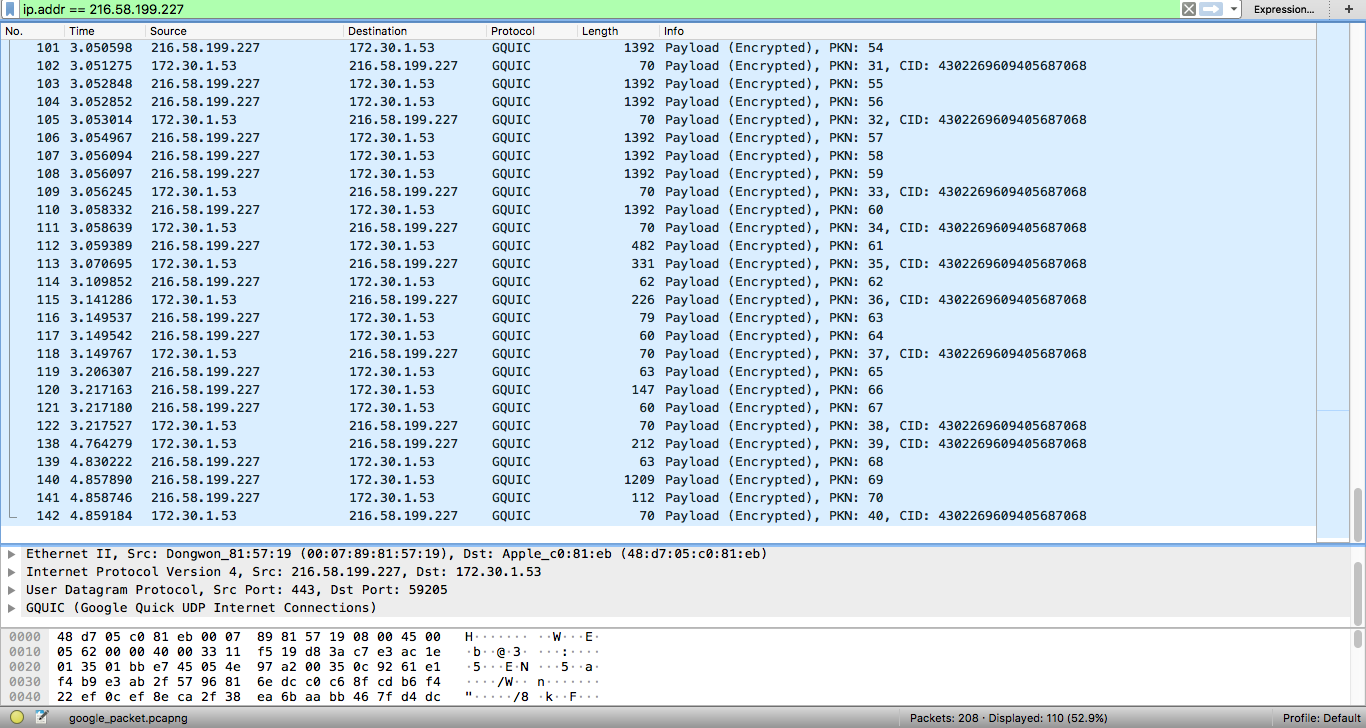 ip.addr == 216.58.199.227 Expression... +
No. Time Source Destination Protocol Length Info
101 3.050598 216.58.199.227 172.30.1.53 GQUIC 1392 Payload (Encrypted), PKN: 54
102 3.051275 172.30.1.53 216.58.199.227 GQUIC 70 Payload (Encrypted), PKN: 31, CID: 4302269609405687068
103 3.052848 216.58.199.227 172.30.1.53 GQUIC 1392 Payload (Encrypted), PKN: 55
104 3.052852 216.58.199.227 172.30.1.53 GQUIC 1392 Payload (Encrypted), PKN: 56
105 3.053014 172.30.1.53 216.58.199.227 GQUIC 70 Payload (Encrypted), PKN: 32, CID: 4302269609405687068
106 3.054967 216.58.199.227 172.30.1.53 GQUIC 1392 Payload (Encrypted), PKN: 57
107 3.056094 216.58.199.227 172.30.1.53 GQUIC 1392 Payload (Encrypted), PKN: 58
108 3.056097 216.58.199.227 172.30.1.53 GQUIC 1392 Payload (Encrypted), PKN: 59
109 3.056245 172.30.1.53 216.58.199.227 GQUIC 70 Payload (Encrypted), PKN: 33, CID: 4302269609405687068
110 3.058332 216.58.199.227 172.30.1.53 GQUIC 1392 Payload (Encrypted), PKN: 60
111 3.058639 172.30.1.53 216.58.199.227 GQUIC 70 Payload (Encrypted), PKN: 34, CID: 4302269609405687068
112 3.059389 216.58.199.227 172.30.1.53 GQUIC 482 Payload (Encrypted), PKN: 61
113 3.070695 172.30.1.53 216.58.199.227 GQUIC 331 Payload (Encrypted), PKN: 35, CID: 4302269609405687068
114 3.109852 216.58.199.227 172.30.1.53 GQUIC 62 Payload (Encrypted), PKN: 62
115 3.141286 172.30.1.53 216.58.199.227 GQUIC 226 Payload (Encrypted), PKN: 36, CID: 4302269609405687068
116 3.149537 216.58.199.227 172.30.1.53 GQUIC 79 Payload (Encrypted), PKN: 63
117 3.149542 216.58.199.227 172.30.1.53 GQUIC 60 Payload (Encrypted), PKN: 64
118 3.149767 172.30.1.53 216.58.199.227 GQUIC 70 Payload (Encrypted), PKN: 37, CID: 4302269609405687068
119 3.206307 216.58.199.227 172.30.1.53 GQUIC 63 Payload (Encrypted), PKN: 65
120 3.217163 216.58.199.227 172.30.1.53 GQUIC 147 Payload (Encrypted), PKN: 66
121 3.217180 216.58.199.227 172.30.1.53 GQUIC 60 Payload (Encrypted), PKN: 67
122 3.217527 172.30.1.53 216.58.199.227 GQUIC 70 Payload (Encrypted), PKN: 38, CID: 4302269609405687068
138 4.764279 172.30.1.53 216.58.199.227 GQUIC 212 Payload (Encrypted), PKN: 39, CID: 4302269609405687068
139 4.830222 216.58.199.227 172.30.1.53 GQUIC 63 Payload (Encrypted), PKN: 68
140 4.857890 216.58.199.227 172.30.1.53 GQUIC 1209 Payload (Encrypted), PKN: 69
141 4.858746 216.58.199.227 172.30.1.53 GQUIC 112 Payload (Encrypted), PKN: 70
142 4.859184 172.30.1.53 216.58.199.227 GQUIC 70 Payload (Encrypted), PKN: 40, CID: 4302269609405687068
Ethernet II, Src: Dongwon_81:57:19 (00:07:89:81:57:19), Dst: Apple_c0:81:eb (48:d7:05:c0:81:eb)
Internet Protocol Version 4, Src: 216.58.199.227, Dst: 172.30.1.53
User Datagram Protocol, Src Port: 443, Dst Port: 59205
GQUIC (Google Quick UDP Internet Connections)
0000 48 d7 05 c0 81 eb 00 07 89 81 57 19 08 00 45 00 H······· ··W···E·
0010 05 62 00 00 40 00 33 11 f5 19 d8 3a c7 e3 ac 1e ·b··@·3· ···:····
0020 01 35 01 bb e7 45 05 4e 97 a2 00 35 0c 92 61 e1 ·5···E·N ···5··a·
0030 f4 b9 e3 ab 2f 57 96 81 6e dc c0 c6 8f cd b6 f4 ····/W·· n·······
0040 22 ef 0c ef 8e ca 2f 38 ea 6b aa bb 46 7f d4 dc "·····/8 ·k··F···
google_packet.pcapng Packets: 208 · Displayed: 110 (52.9%) Profile: Default